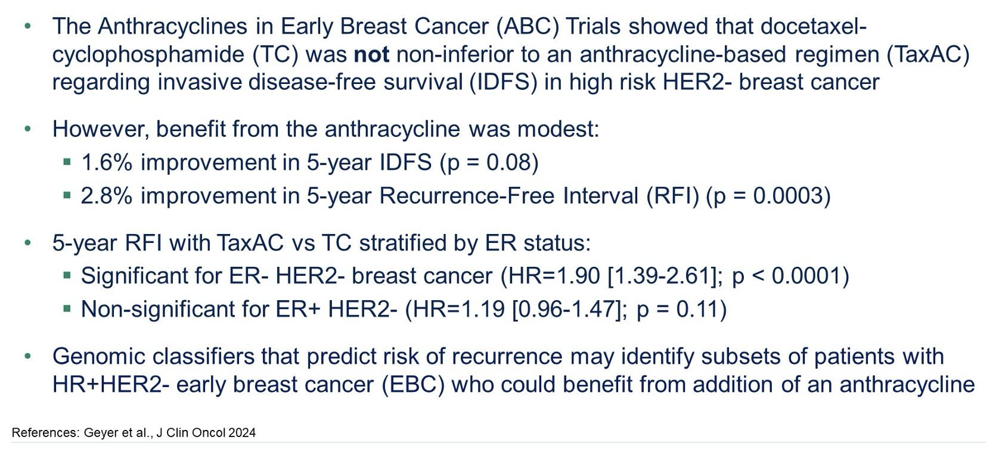 • The Anthracyclines in Early Breast Cancer (ABC) Trials showed that docetaxel-
cyclophosphamide (TC) was not non-inferior to an anthracycline-based regimen (TaxAC)
regarding invasive disease-free survival (IDFS) in high risk HER2- breast cancer
• However, benefit from the anthracycline was modest:
▪ 1.6% improvement in 5-year IDFS (p = 0.08)
▪ 2.8% improvement in 5-year Recurrence-Free Interval (RFI) (p = 0.0003)
• 5-year RFI with TaxAC vs TC stratified by ER status:
▪ Significant for ER- HER2- breast cancer (HR=1.90 [1.39-2.61]; p < 0.0001)
▪ Non-significant for ER+ HER2- (HR=1.19 [0.96-1.47]; p = 0.11)
• Genomic classifiers that predict risk of recurrence may identify subsets of patients with
HR+HER2- early breast cancer (EBC) who could benefit from addition of an anthracycline
References: Geyer et al., J Clin Oncol 2024